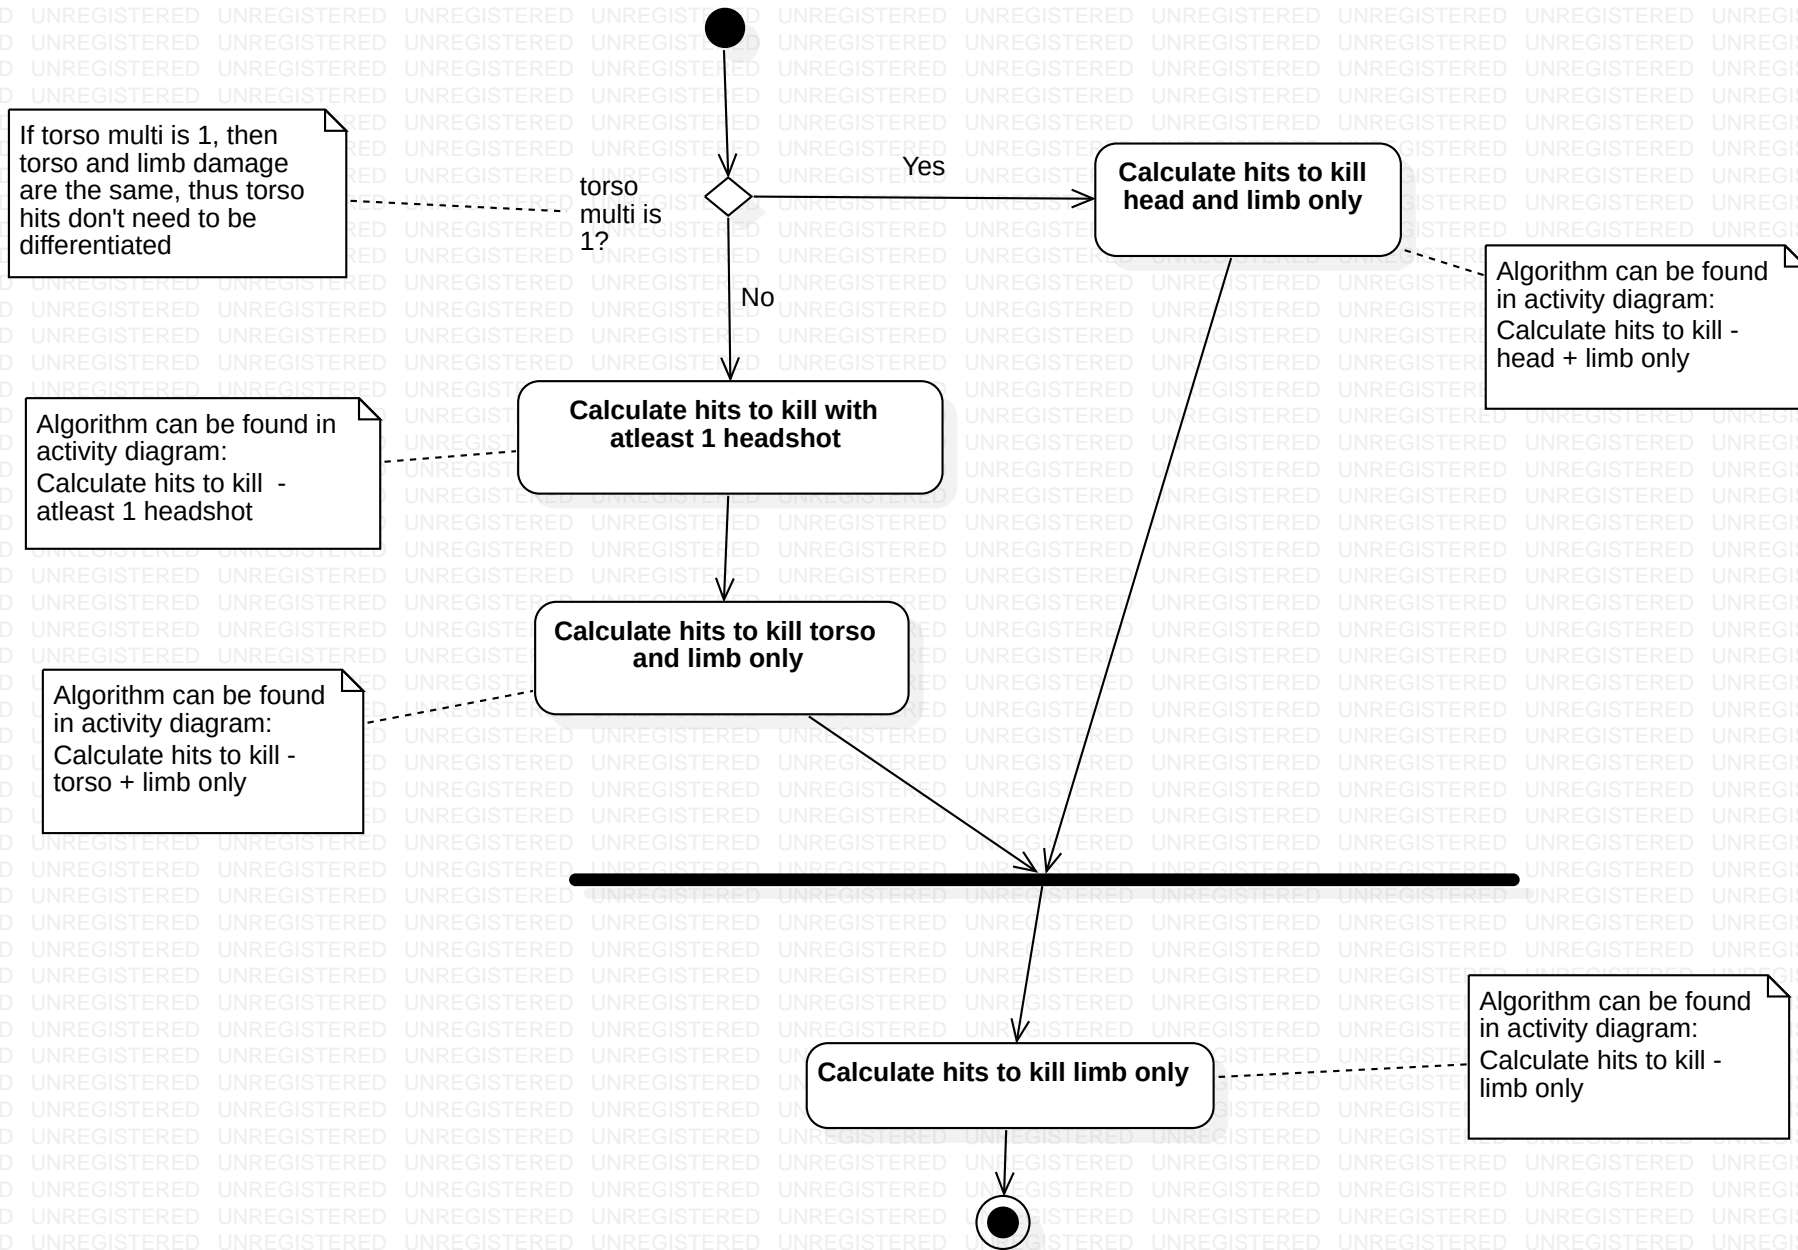 If torso multi is 1, then
torso and limb damage
are the same, thus torso
hits don't need to be
differentiated
torso
multi is
1?
Yes
No
Calculate hits to kill
head and limb only
Algorithm can be found
in activity diagram:
Calculate hits to kill -
head + limb only
Calculate hits to kill with
atleast 1 headshot
Algorithm can be found in
activity diagram:
Calculate hits to kill  -
atleast 1 headshot
Calculate hits to kill torso
and limb only
Algorithm can be found
in activity diagram:
Calculate hits to kill -
torso + limb only
Calculate hits to kill limb only
Algorithm can be found
in activity diagram:
Calculate hits to kill -
limb only
UNREGISTERED